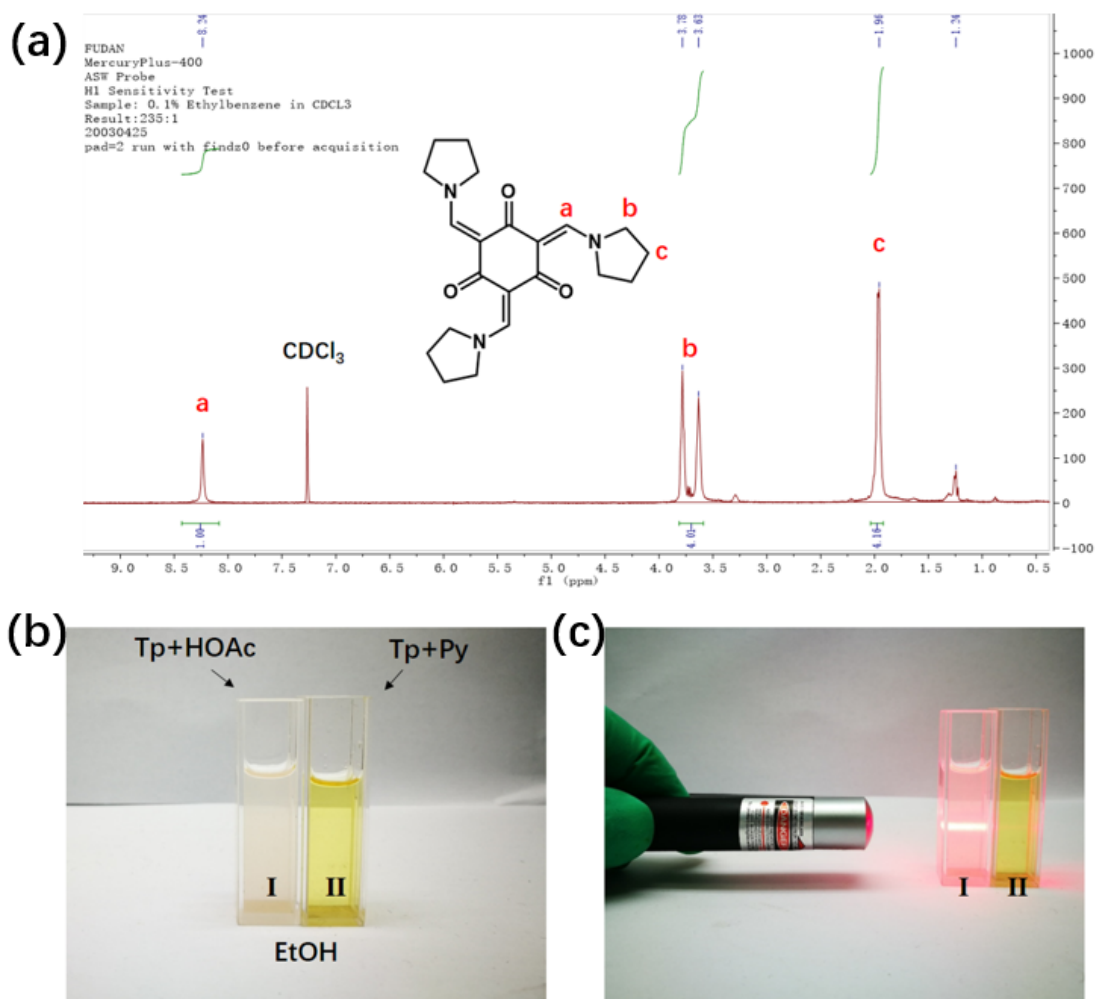 (a)
8.24
3.78
3.63
1.96
1.24
FUDAN
MercuryPlus-400
ASW Probe
H1 Sensitivity Test
Sample: 0.1% Ethylbenzene in CDCL3
Result:235:1
20030425
pad=2 run with findz0 before acquisition
1000
900
800
700
600
500
400
300
200
100
0
-100
N
O
a
b
N
c
O
O
N
CDCl3
a
b
c
1.00
4.01
4.16
9.0 8.5 8.0 7.5 7.0 6.5 6.0 5.5 5.0 4.5 4.0 3.5 3.0 2.5 2.0 1.5 1.0 0.5
f1 (ppm)
(b)
Tp+HOAc
Tp+Py
I
II
EtOH
(c)
I
II